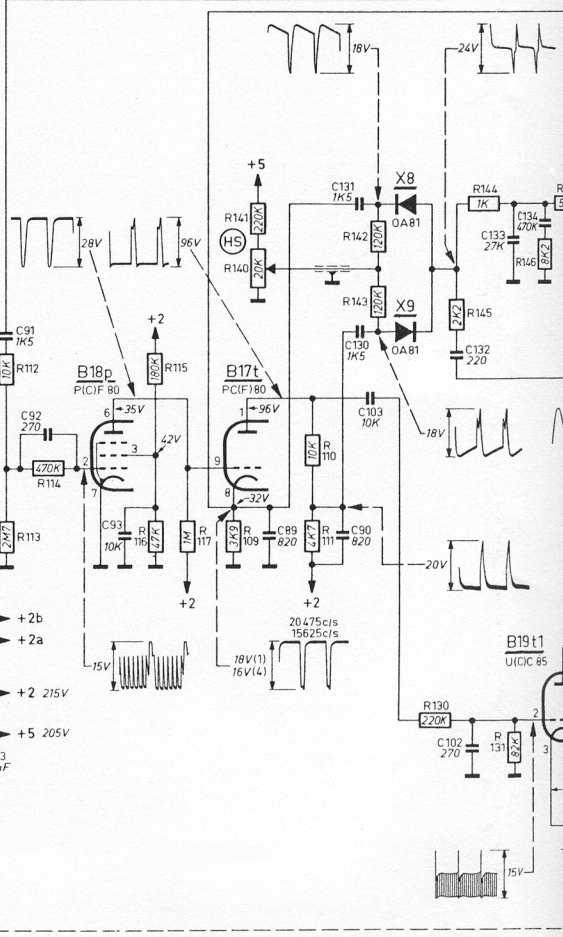 18V
24V
+5
C131
1K5
X8
OA81
R141
220K
HS
R142
120K
R140
20K
R144
1K
C133
27K
C134
470K
R146
8K2
28V
96V
R143
120K
X9
OA81
C130
1K5
R145
2K2
C132
220
C91
1K5
10K
R112
+2
180K
R115
B18p
P(C)F 80
6
35V
3
42V
2
7
B17t
PC(F)80
1
96V
9
8
32V
C103
10K
18V
10K
R
110
C92
270
470K
R114
2M7
R113
C93
10K
R
116
47K
1M
R
117
3K9
R
109
C89
820
4K7
R
111
C90
820
20V
+2
+2
+2b
+2a
+2 215V
+5 205V
3
F
15V
20475c/s
15625c/s
18V(1)
16V(4)
B19t1
U(C)C 85
R130
220K
2
3
C102
270
R
131
82K
15V